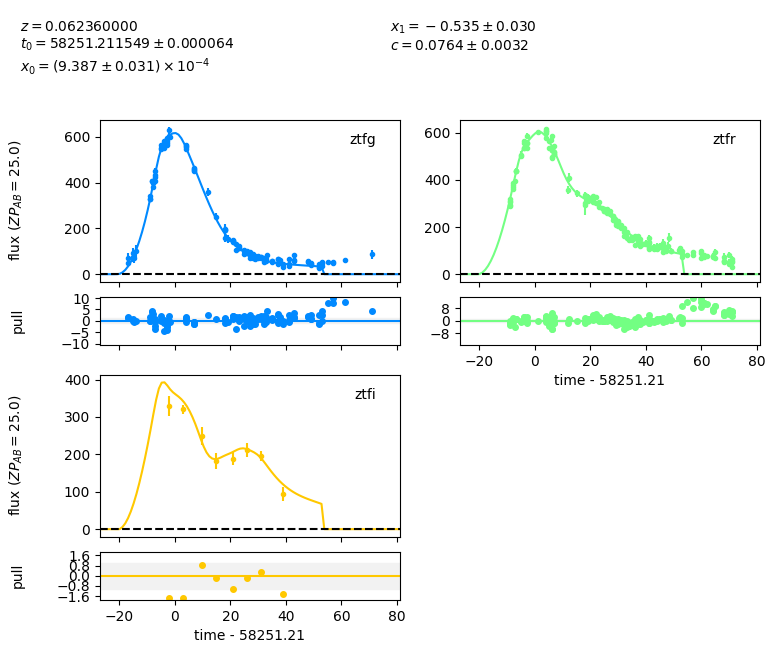 z = 0.062360000
t₀ = 58251.211549 ± 0.000064
x₀ = (9.387 ± 0.031) × 10⁻⁴
x₁ = −0.535 ± 0.030
c = 0.0764 ± 0.0032
flux (ZP_AB = 25.0)
600
400
200
0
ztfg
pull
10
5
0
−5
−10
600
400
200
0
ztfr
8
0
−8
−20 0 20 40 60 80
time - 58251.21
flux (ZP_AB = 25.0)
400
300
200
100
0
ztfi
pull
1.6
0.8
0.0
−0.8
−1.6
−20 0 20 40 60 80
time - 58251.21